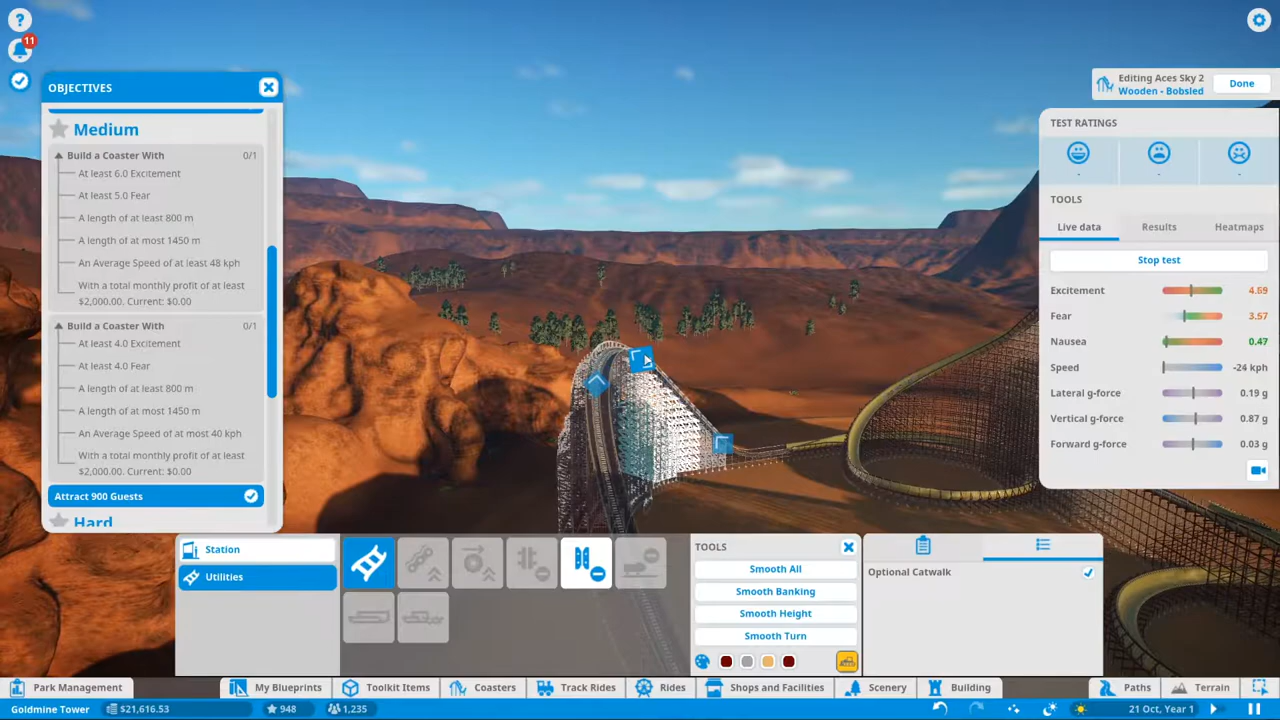 ?
11
OBJECTIVES
Medium
Build a Coaster With 0/1
At least 6.0 Excitement
At least 5.0 Fear
A length of at least 800 m
A length of at most 1450 m
An Average Speed of at least 48 kph
With a total monthly profit of at least
$2,000.00. Current: $0.00
Build a Coaster With 0/1
At least 4.0 Excitement
At least 4.0 Fear
A length of at least 800 m
A length of at most 1450 m
An Average Speed of at most 40 kph
With a total monthly profit of at least
$2,000.00. Current: $0.00
Attract 900 Guests
Hard
Editing Aces Sky 2
Wooden - Bobsled
Done
TEST RATINGS
- - -
TOOLS
Live data Results Heatmaps
Stop test
Excitement 4.69
Fear 3.67
Nausea 0.47
Speed -24 kph
Lateral g-force 0.19 g
Vertical g-force 0.87 g
Forward g-force 0.03 g
Station
Utilities
TOOLS
Smooth All
Smooth Banking
Smooth Height
Smooth Turn
Optional Catwalk
Park Management My Blueprints Toolkit Items Coasters Track Rides Rides Shops and Facilities Scenery Building Paths Terrain
Goldmine Tower $21,616.53 948 1,235 21 Oct, Year 1